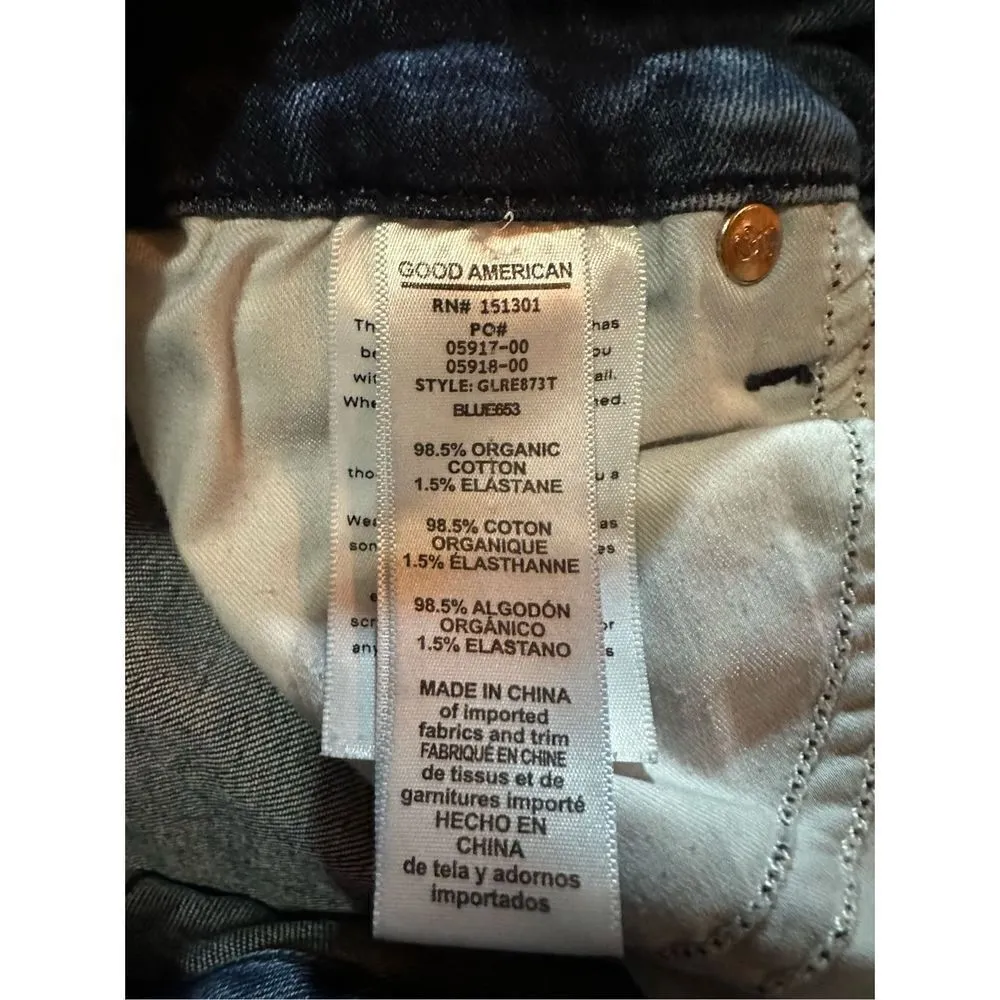 GOOD AMERICAN
RN# 151301
PO#
05917-00
05918-00
STYLE: GLRE873T
BLUE653
98.5% ORGANIC
COTTON
1.5% ELASTANE
98.5% COTON
ORGANIQUE
1.5% ÉLASTHANNE
98.5% ALGODÓN
ORGÁNICO
1.5% ELASTANO
MADE IN CHINA
of imported
fabrics and trim
FABRIQUÉ EN CHINE
de tissus et de
garnitures importé
HECHO EN
CHINA
de tela y adornos
importados